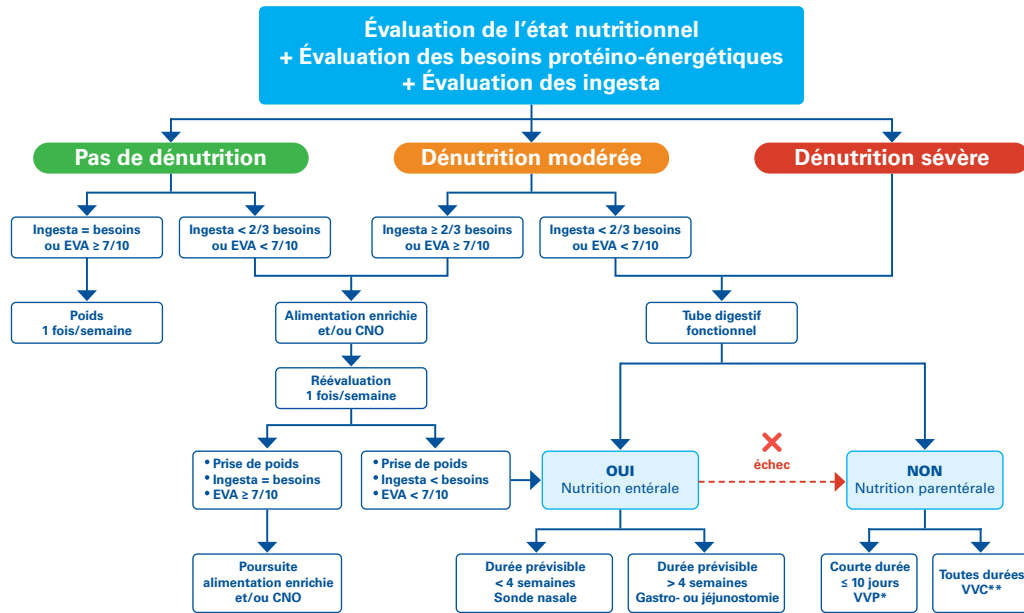 Évaluation de l'état nutritionnel
+ Évaluation des besoins protéino-énergétiques
+ Évaluation des ingesta
Pas de dénutrition
Dénutrition modérée
Dénutrition sévère
Ingesta = besoins
ou EVA ≥ 7/10
Ingesta < 2/3 besoins
ou EVA < 7/10
Ingesta ≥ 2/3 besoins
ou EVA ≥ 7/10
Ingesta < 2/3 besoins
ou EVA < 7/10
Poids
1 fois/semaine
Alimentation enrichie
et/ou CNO
Tube digestif
fonctionnel
Réévaluation
1 fois/semaine
• Prise de poids
• Ingesta = besoins
• EVA ≥ 7/10
• Prise de poids
• Ingesta < besoins
• EVA < 7/10
OUI
Nutrition entérale
échec
NON
Nutrition parentérale
Poursuite
alimentation enrichie
et/ou CNO
Durée prévisible
< 4 semaines
Sonde nasale
Durée prévisible
> 4 semaines
Gastro- ou jéjunostomie
Courte durée
≤ 10 jours
VVP*
Toutes durées
VVC**